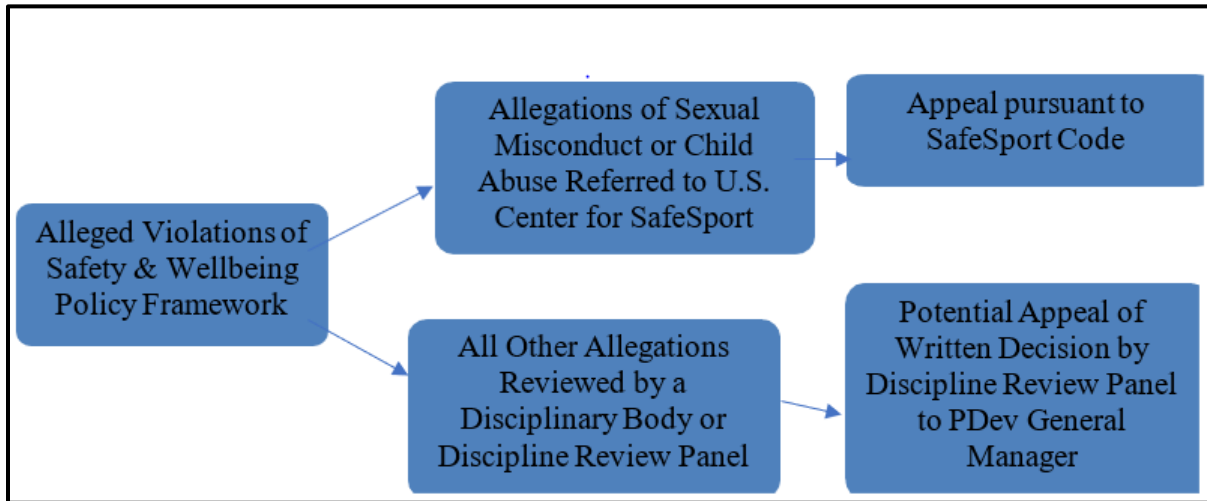 Alleged Violations of
Safety & Wellbeing
Policy Framework
Allegations of Sexual
Misconduct or Child
Abuse Referred to U.S.
Center for SafeSport
Appeal pursuant to
SafeSport Code
All Other Allegations
Reviewed by a
Disciplinary Body or
Discipline Review Panel
Potential Appeal of
Written Decision by
Discipline Review Panel
to PDev General
Manager